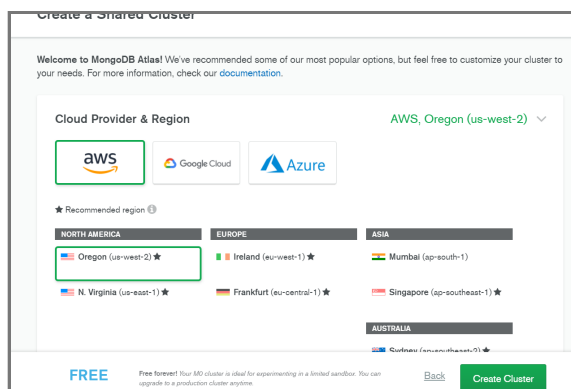 Create a Shared Cluster
Welcome to MongoDB Atlas! We've recommended some of our most popular options, but feel free to customize your cluster to
your needs. For more information, check our documentation.
Cloud Provider & Region
AWS, Oregon (us-west-2)
aws
Google Cloud
Azure
★ Recommended region
NORTH AMERICA
EUROPE
ASIA
Oregon (us-west-2) ★
Ireland (eu-west-1) ★
Mumbai (ap-south-1)
N. Virginia (us-east-1) ★
Frankfurt (eu-central-1) ★
Singapore (ap-southeast-1) ★
AUSTRALIA
Sydney (ap-southeast-2) ★
FREE
Free forever! Your M0 cluster is ideal for experimenting in a limited sandbox. You can
upgrade to a production cluster anytime.
Back
Create Cluster